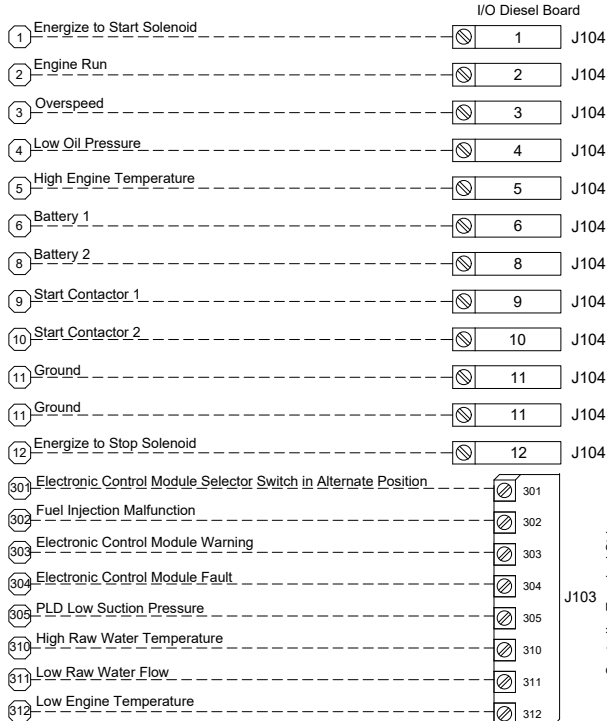 I/O Diesel Board
1 Energize to Start Solenoid 1 J104
2 Engine Run 2 J104
3 Overspeed 3 J104
4 Low Oil Pressure 4 J104
5 High Engine Temperature 5 J104
6 Battery 1 6 J104
8 Battery 2 8 J104
9 Start Contactor 1 9 J104
10 Start Contactor 2 10 J104
11 Ground 11 J104
11 Ground 11 J104
12 Energize to Stop Solenoid 12 J104
301 Electronic Control Module Selector Switch in Alternate Position 301
302 Fuel Injection Malfunction 302
303 Electronic Control Module Warning 303
304 Electronic Control Module Fault 304
J103
305 PLD Low Suction Pressure 305
310 High Raw Water Temperature 310
311 Low Raw Water Flow 311
312 Low Engine Temperature 312